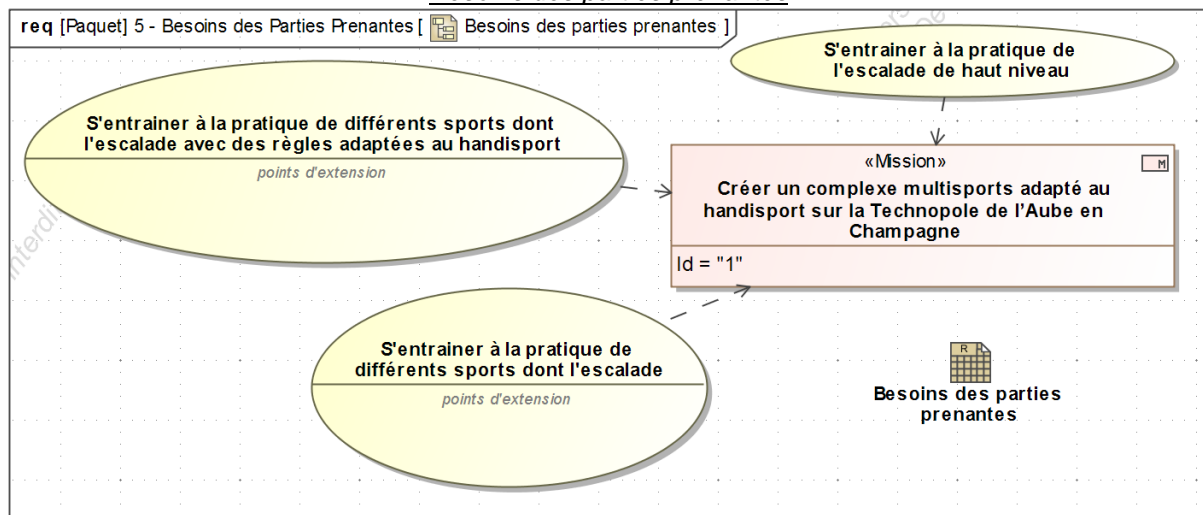 req [Paquet] 5 - Besoins des Parties Prenantes [ Besoins des parties prenantes ]
S'entrainer à la pratique de
l'escalade de haut niveau
S'entrainer à la pratique de différents sports dont
l'escalade avec des règles adaptées au handisport
points d'extension
«Mission»
M
Créer un complexe multisports adapté au
handisport sur la Technopole de l'Aube en
Champagne
Id = "1"
S'entrainer à la pratique de
différents sports dont l'escalade
points d'extension
R
Besoins des parties
prenantes